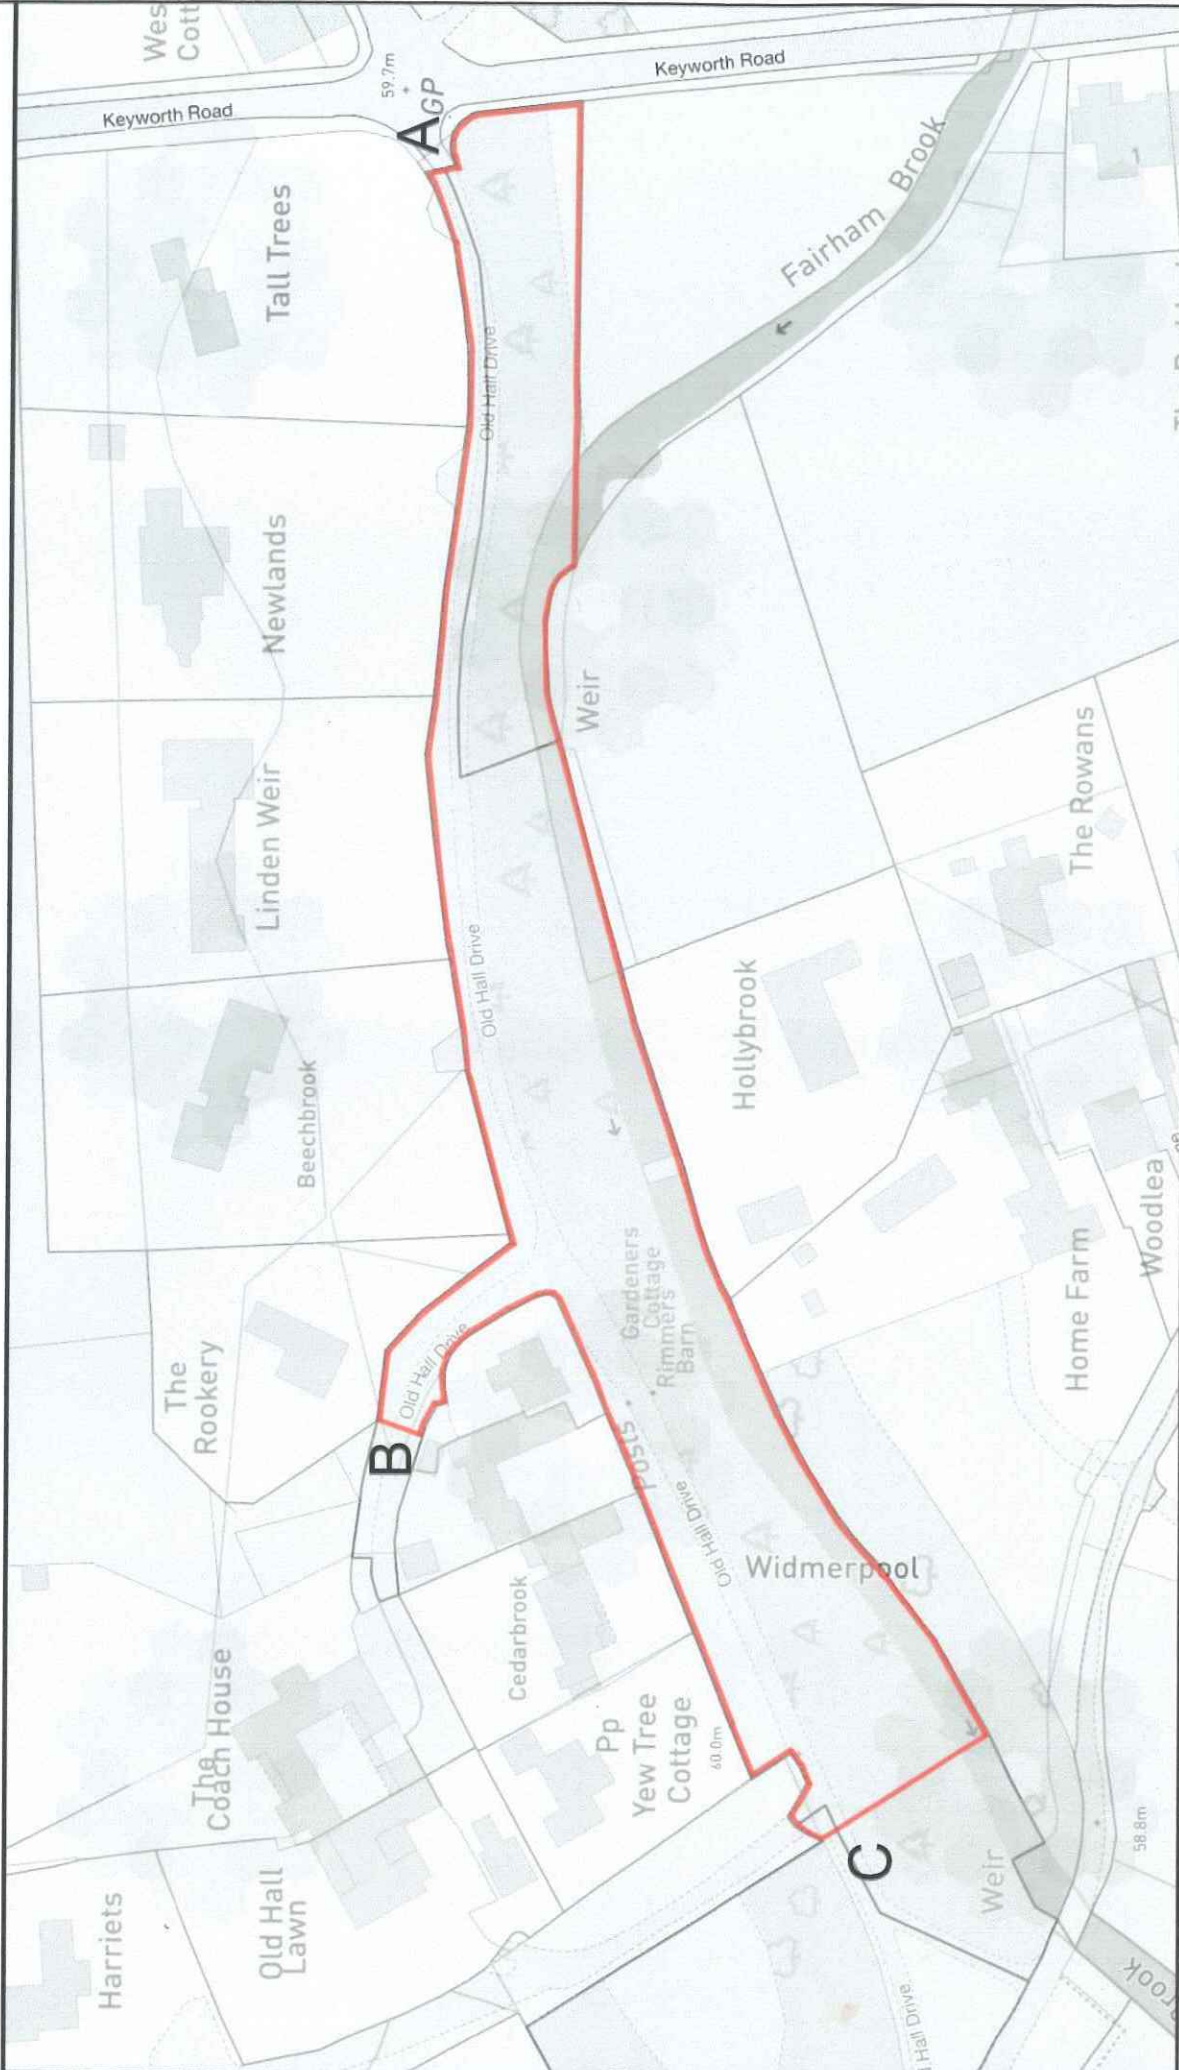 Wes
Cott
Keyworth Road
59.7m
A
GP
Keyworth Road
Fairham Brook
Tall Trees
Old Hall Drive
Newlands
Weir
Linden Weir
Old Hall Drive
The Rowans
Beechbrook
Hollybrook
Gardeners
Cottage
Rimmers
Barn
Posts
Home Farm
Woodlea
The
Rookery
Old Hall Drive
B
Old Hall Drive
Widmerpool
Cedarbrook
The
Coach House
Pp
Yew Tree
Cottage
60.0m
C
Weir
58.8m
Old Hall
Lawn
Harriets
Hall Drive
rook